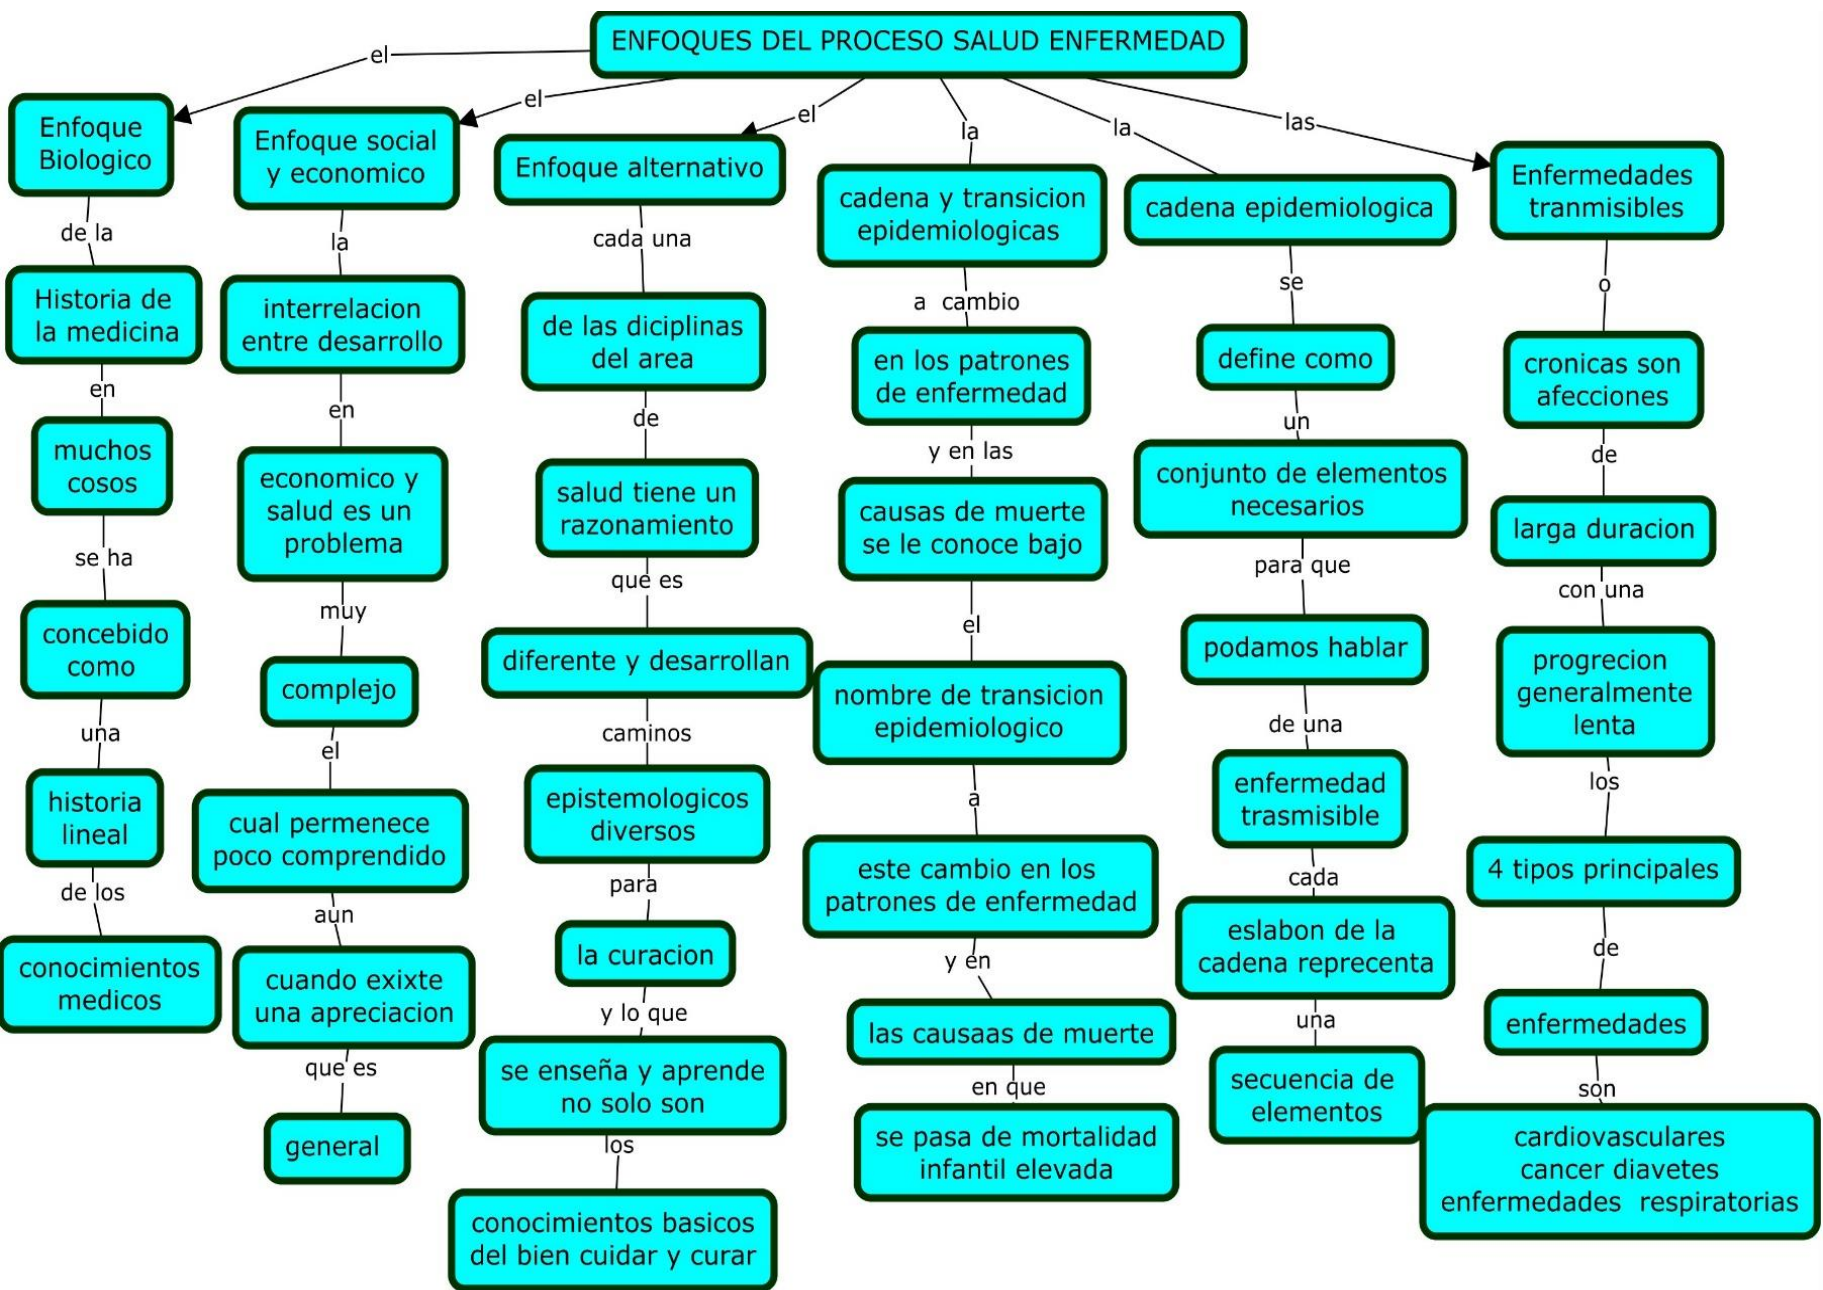 ENFOQUES DEL PROCESO SALUD ENFERMEDAD
el
Enfoque
Biologico
de la
Historia de
la medicina
en
muchos
cosos
se ha
concebido
como
una
historia
lineal
de los
conocimientos
medicos
el
Enfoque social
y economico
la
interrelacion
entre desarrollo
en
economico y
salud es un
problema
muy
complejo
el
cual permenece
poco comprendido
aun
cuando exixte
una apreciacion
que es
general
el
Enfoque alternativo
cada una
de las diciplinas
del area
de
salud tiene un
razonamiento
que es
diferente y desarrollan
caminos
epistemologicos
diversos
para
la curacion
y lo que
se enseña y aprende
no solo son
los
conocimientos basicos
del bien cuidar y curar
la
cadena y transicion
epidemiologicas
a cambio
en los patrones
de enfermedad
y en las
causas de muerte
se le conoce bajo
el
nombre de transicion
epidemiologico
a
este cambio en los
patrones de enfermedad
y en
las causaas de muerte
en que
se pasa de mortalidad
infantil elevada
la
cadena epidemiologica
se
define como
un
conjunto de elementos
necesarios
para que
podamos hablar
de una
enfermedad
trasmisible
cada
eslabon de la
cadena reprecenta
una
secuencia de
elementos
las
Enfermedades
tranmisibles
o
cronicas son
afecciones
de
larga duracion
con una
progrecion
generalmente
lenta
los
4 tipos principales
de
enfermedades
son
cardiovasculares
cancer diavetes
enfermedades respiratorias